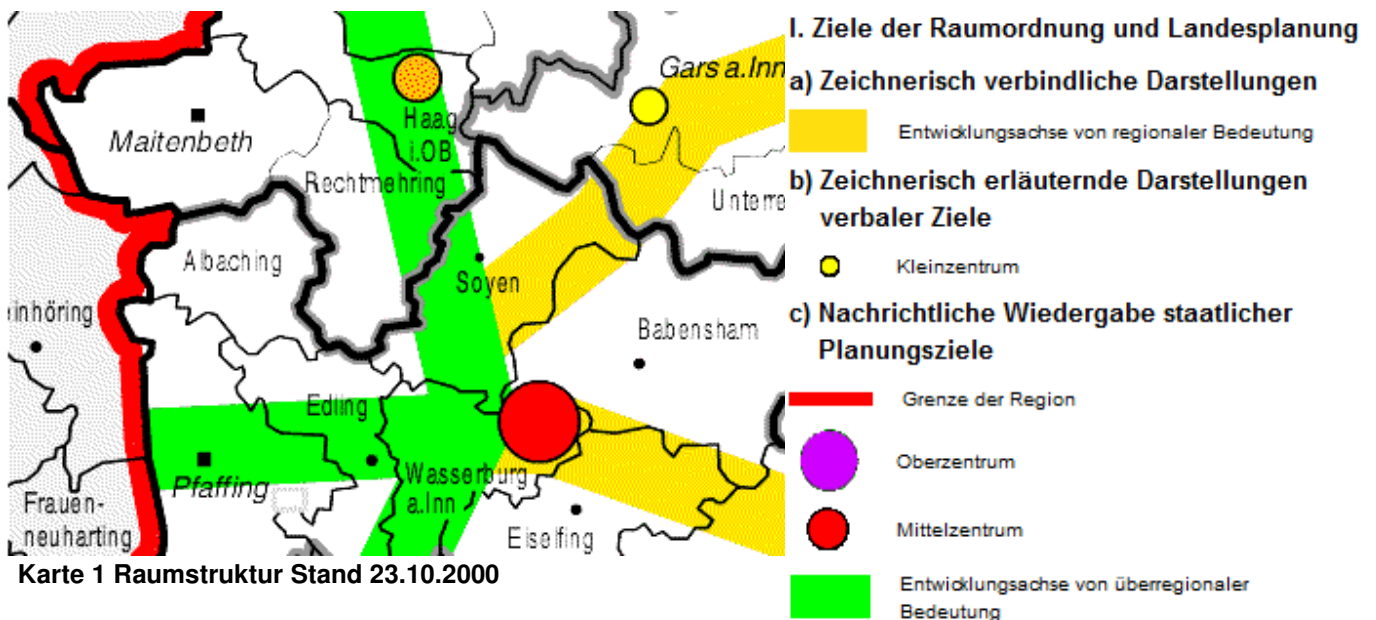 Gars a.Inn
Maitenbeth
Haag
i.OB
Rechtmehring
Unterre
Albaching
Soyen
einhöring
Babensham
Edling
Pfaffing
Wasserburg
a.Inn
Frauen-
neuharting
Eiselfing
Karte 1 Raumstruktur Stand 23.10.2000
I. Ziele der Raumordnung und Landesplanung
a) Zeichnerisch verbindliche Darstellungen
Entwicklungsachse von regionaler Bedeutung
b) Zeichnerisch erläuternde Darstellungen
verbaler Ziele
Kleinzentrum
c) Nachrichtliche Wiedergabe staatlicher
Planungsziele
Grenze der Region
Oberzentrum
Mittelzentrum
Entwicklungsachse von überregionaler
Bedeutung